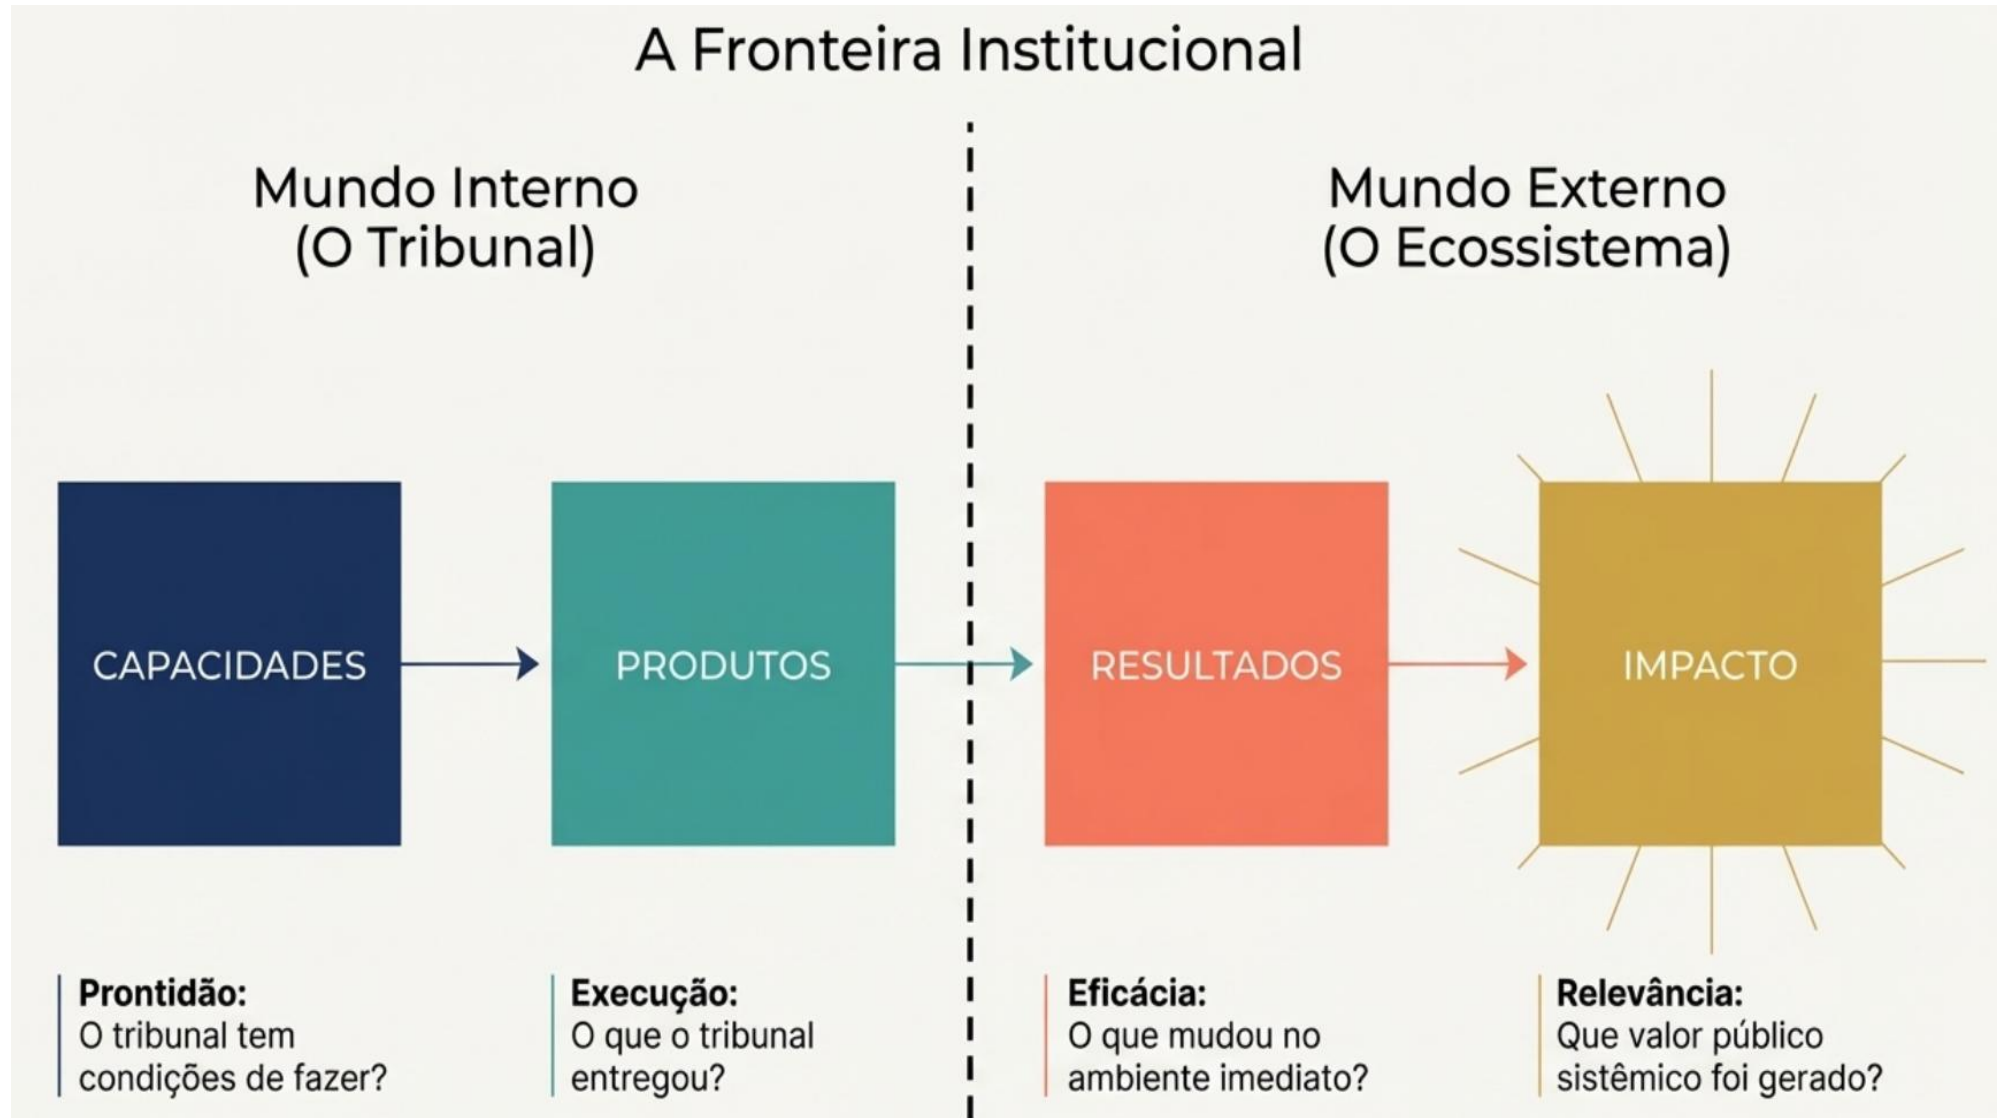 A Fronteira Institucional
Mundo Interno
(O Tribunal)
Mundo Externo
(O Ecossistema)
CAPACIDADES
PRODUTOS
RESULTADOS
IMPACTO
Prontidão:
O tribunal tem
condições de fazer?
Execução:
O que o tribunal
entregou?
Eficácia:
O que mudou no
ambiente imediato?
Relevância:
Que valor público
sistêmico foi gerado?